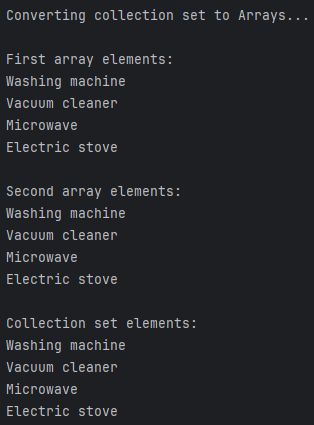 Converting collection set to Arrays...
First array elements:
Washing machine
Vacuum cleaner
Microwave
Electric stove
Second array elements:
Washing machine
Vacuum cleaner
Microwave
Electric stove
Collection set elements:
Washing machine
Vacuum cleaner
Microwave
Electric stove